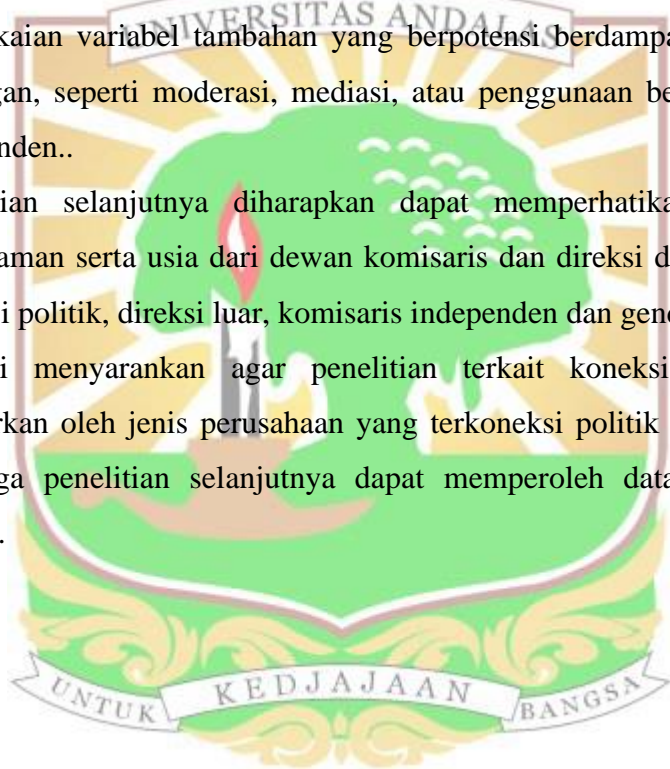 UNIVERSITAS ANDALAS
kaian variabel tambahan yang berpotensi berdampa
gan, seperti moderasi, mediasi, atau penggunaan be
nden..
ian selanjutnya diharapkan dapat memperhatika
aman serta usia dari dewan komisaris dan direksi d
i politik, direksi luar, komisaris independen dan gend
i menyarankan agar penelitian terkait koneksi
rkan oleh jenis perusahaan yang terkoneksi politik
ga penelitian selanjutnya dapat memperoleh data
.
UNTUK KEDJAJAAN BANGSA